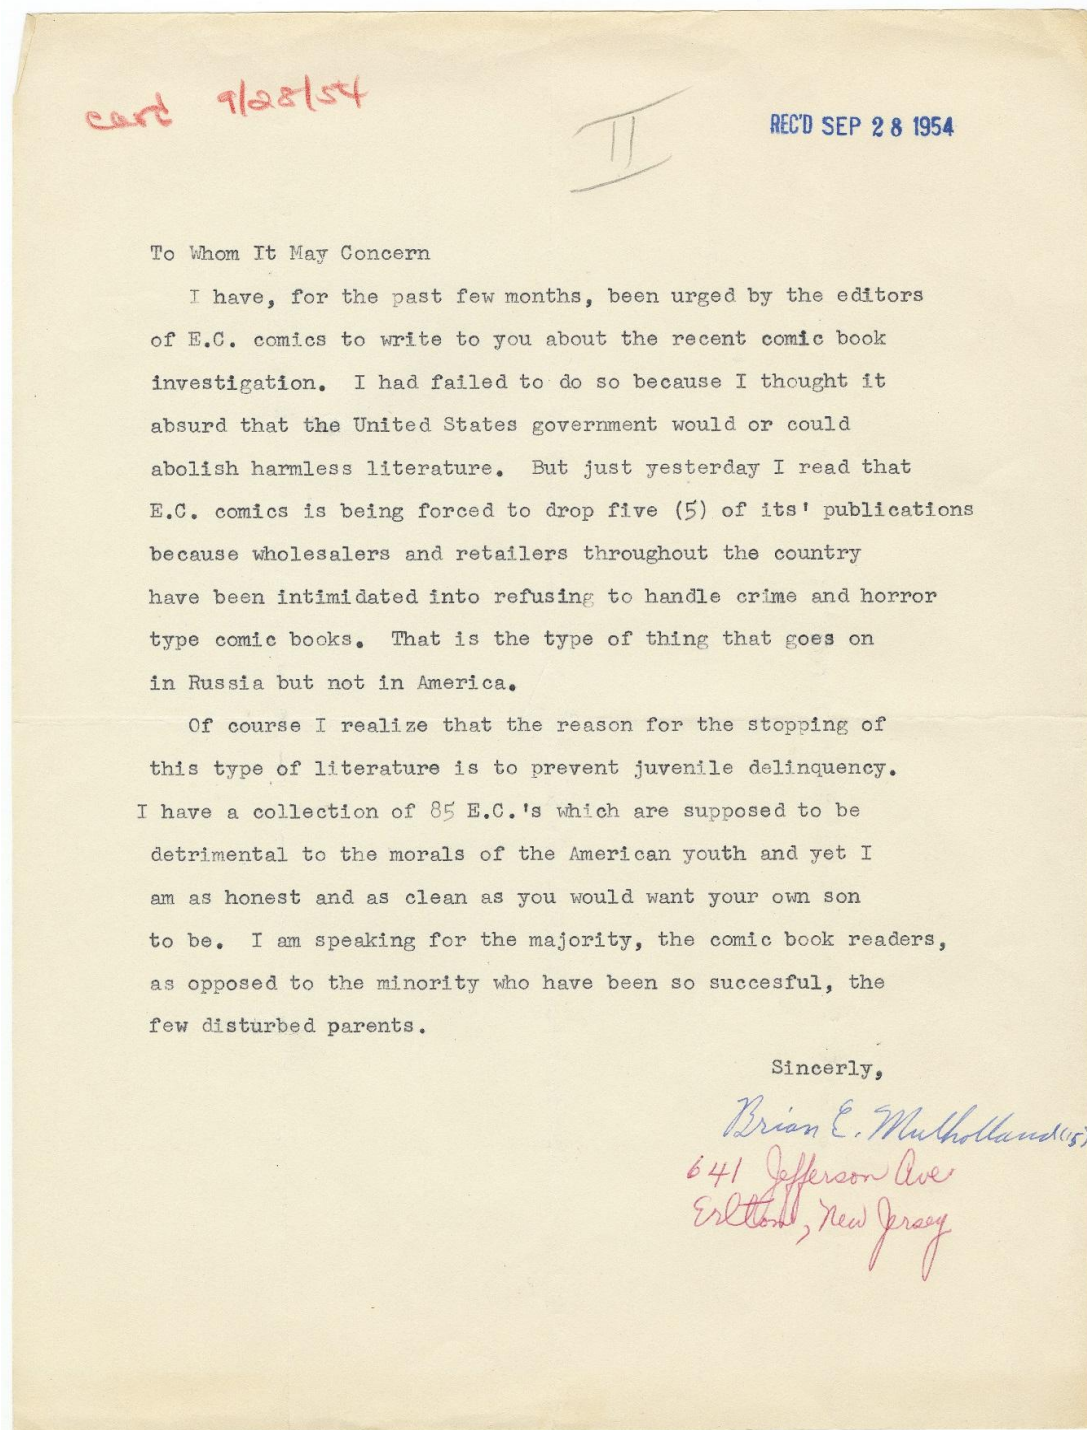 card 9/28/54
II
REC'D SEP 28 1954
To Whom It May Concern
I have, for the past few months, been urged by the editors
of E.C. comics to write to you about the recent comic book
investigation. I had failed to do so because I thought it
absurd that the United States government would or could
abolish harmless literature. But just yesterday I read that
E.C. comics is being forced to drop five (5) of its' publications
because wholesalers and retailers throughout the country
have been intimidated into refusing to handle crime and horror
type comic books. That is the type of thing that goes on
in Russia but not in America.
Of course I realize that the reason for the stopping of
this type of literature is to prevent juvenile delinquency.
I have a collection of 85 E.C.'s which are supposed to be
detrimental to the morals of the American youth and yet I
am as honest and as clean as you would want your own son
to be. I am speaking for the majority, the comic book readers,
as opposed to the minority who have been so succesful, the
few disturbed parents.
Sincerly,
Brian E. Mulholland (15)
641 Jefferson Ave
Erlton, New Jersey